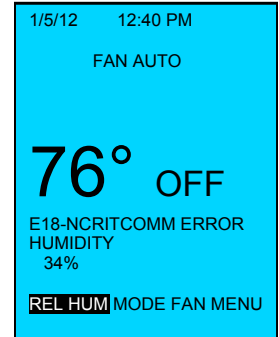 1/5/12 12:40 PM
FAN AUTO
76° OFF
E18-NCRITCOMM ERROR
HUMIDITY
34%
REL HUM MODE FAN MENU